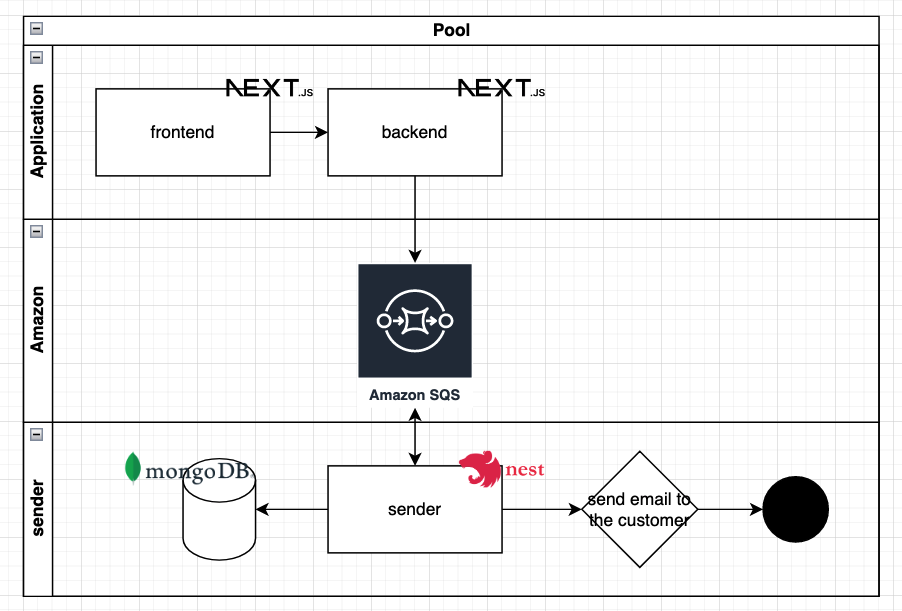 Pool
Application
NEXT.JS
NEXT.JS
frontend
backend
Amazon
Amazon SQS
sender
mongoDB
nest
sender
send email to
the customer